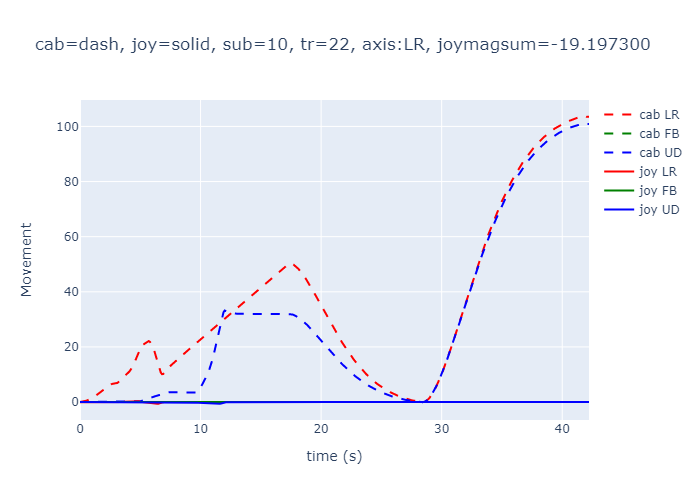 cab=dash, joy=solid, sub=10, tr=22, axis:LR, joymagsum=-19.197300
cab LR
cab FB
cab UD
joy LR
joy FB
joy UD
Movement
100
80
60
40
20
0
0 10 20 30 40
time (s)